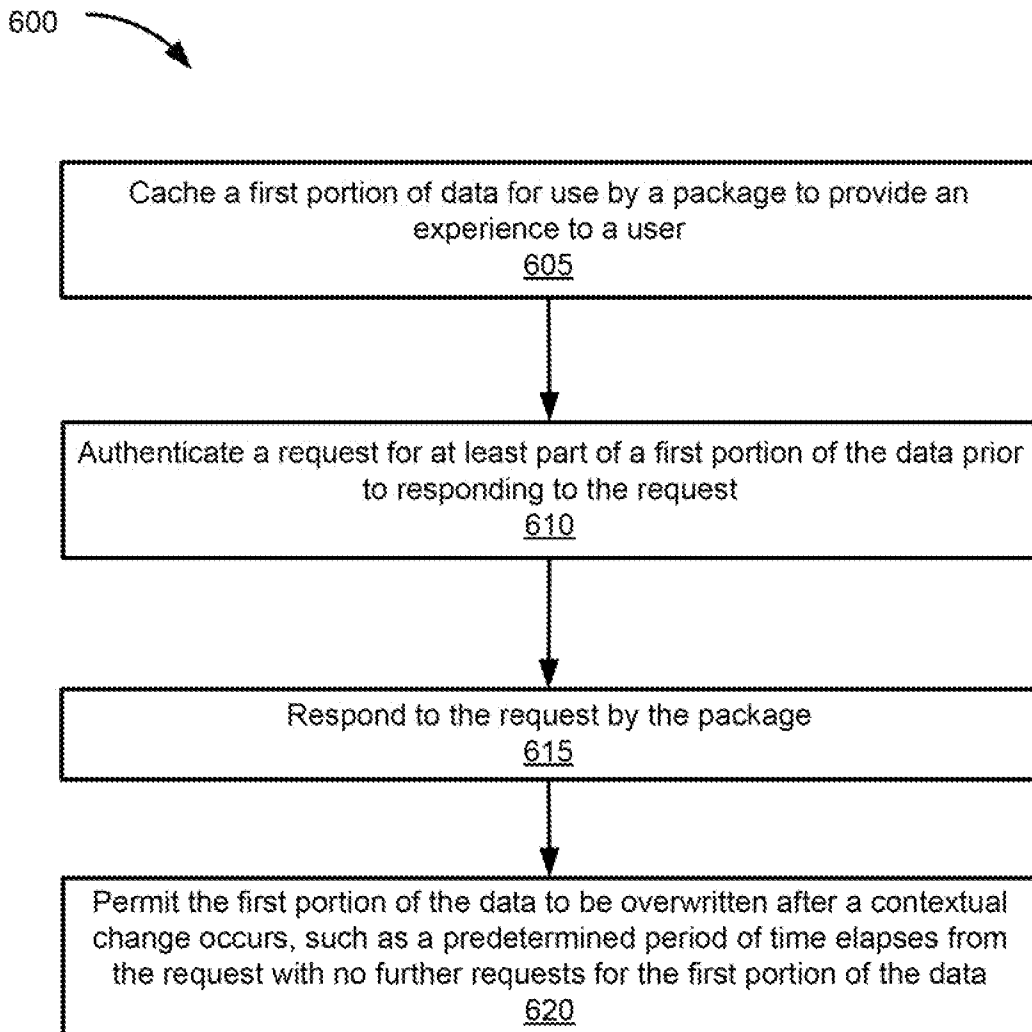 600
Cache a first portion of data for use by a package to provide an
experience to a user
605
Authenticate a request for at least part of a first portion of the data prior
to responding to the request
610
Respond to the request by the package
615
Permit the first portion of the data to be overwritten after a contextual
change occurs, such as a predetermined period of time elapses from
the request with no further requests for the first portion of the data
620